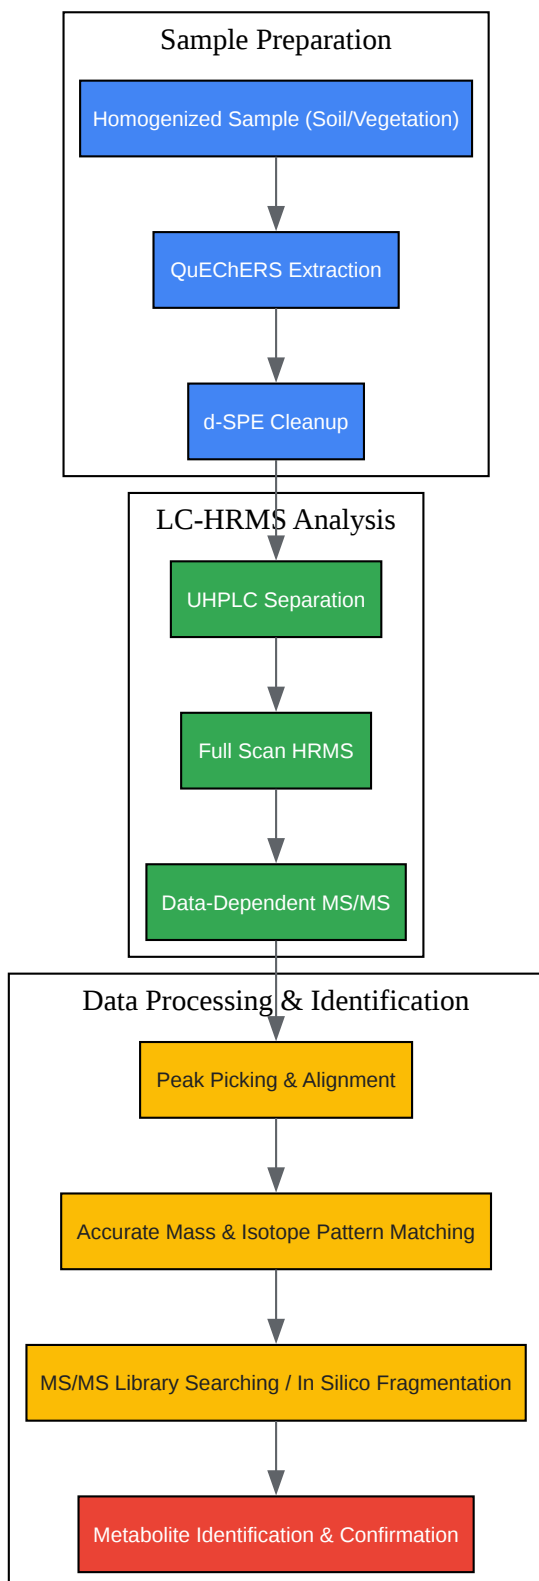 Sample Preparation
Homogenized Sample (Soil/Vegetation)
QuEChERS Extraction
d-SPE Cleanup
LC-HRMS Analysis
UHPLC Separation
Full Scan HRMS
Data-Dependent MS/MS
Data Processing & Identification
Peak Picking & Alignment
Accurate Mass & Isotope Pattern Matching
MS/MS Library Searching / In Silico Fragmentation
Metabolite Identification & Confirmation